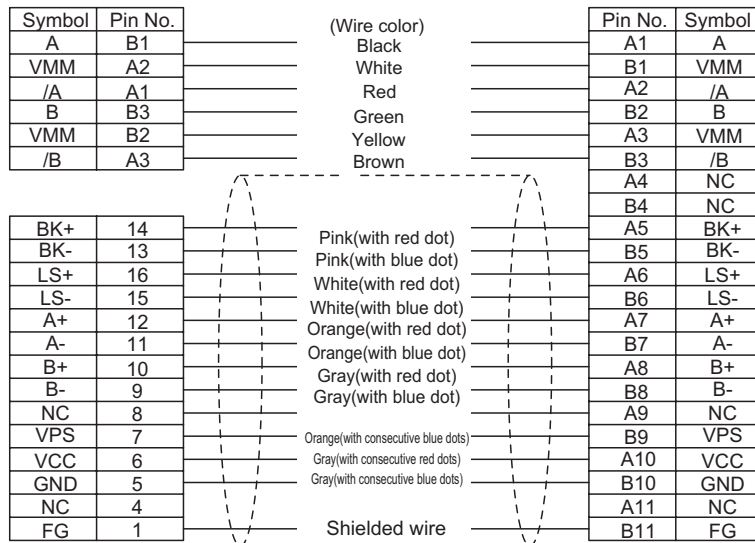 Symbol Pin No. (Wire color) Pin No. Symbol
A B1 Black A1 A
VMM A2 White B1 VMM
/A A1 Red A2 /A
B B3 Green B2 B
VMM B2 Yellow A3 VMM
/B A3 Brown B3 /B
A4 NC
B4 NC
BK+ 14 Pink(with red dot) A5 BK+
BK- 13 Pink(with blue dot) B5 BK-
LS+ 16 White(with red dot) A6 LS+
LS- 15 White(with blue dot) B6 LS-
A+ 12 Orange(with red dot) A7 A+
A- 11 Orange(with blue dot) B7 A-
B+ 10 Gray(with red dot) A8 B+
B- 9 Gray(with blue dot) B8 B-
NC 8 A9 NC
VPS 7 Orange(with consecutive blue dots) B9 VPS
VCC 6 Gray(with consecutive red dots) A10 VCC
GND 5 Gray(with consecutive blue dots) B10 GND
NC 4 A11 NC
FG 1 Shielded wire B11 FG